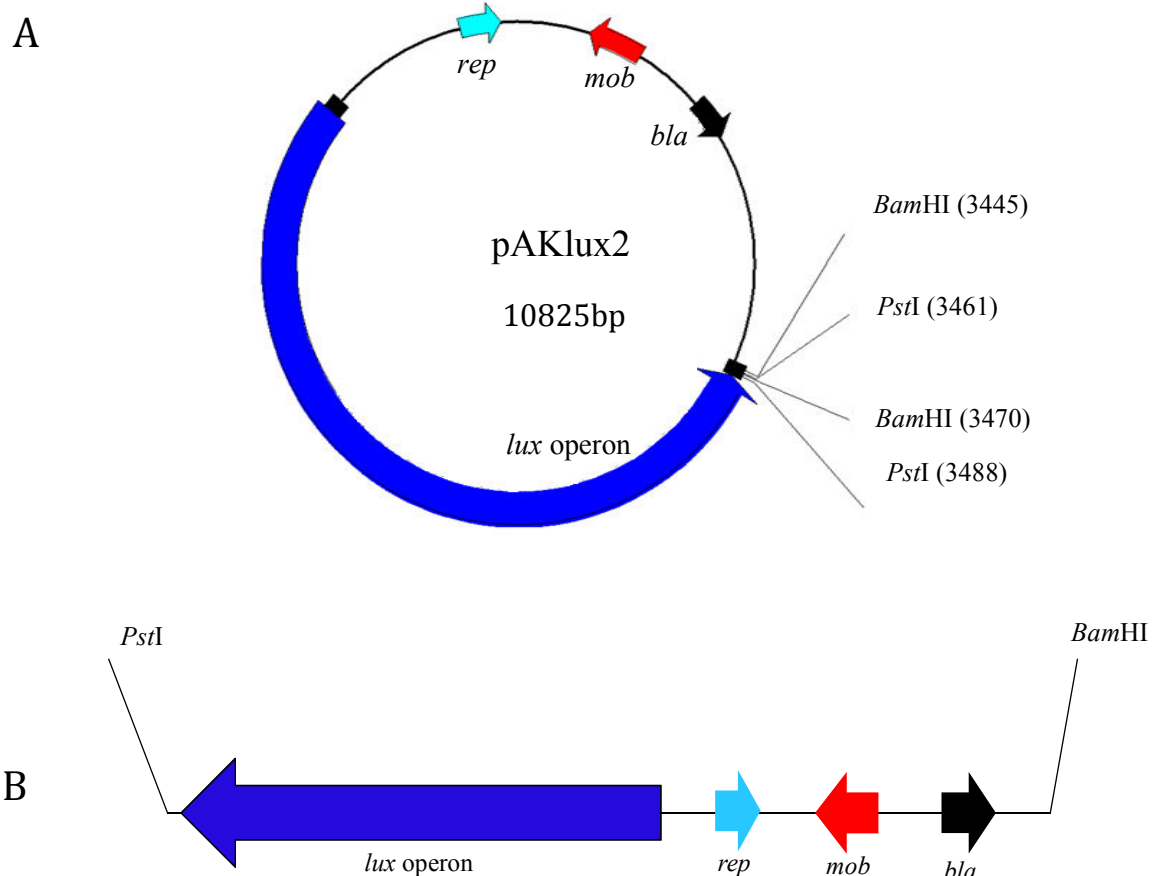 A
rep
mob
bla
BamHI (3445)
pAKlux2
PstI (3461)
10825bp
BamHI (3470)
lux operon
PstI (3488)
PstI
BamHI
B
lux operon
rep
mob
bla